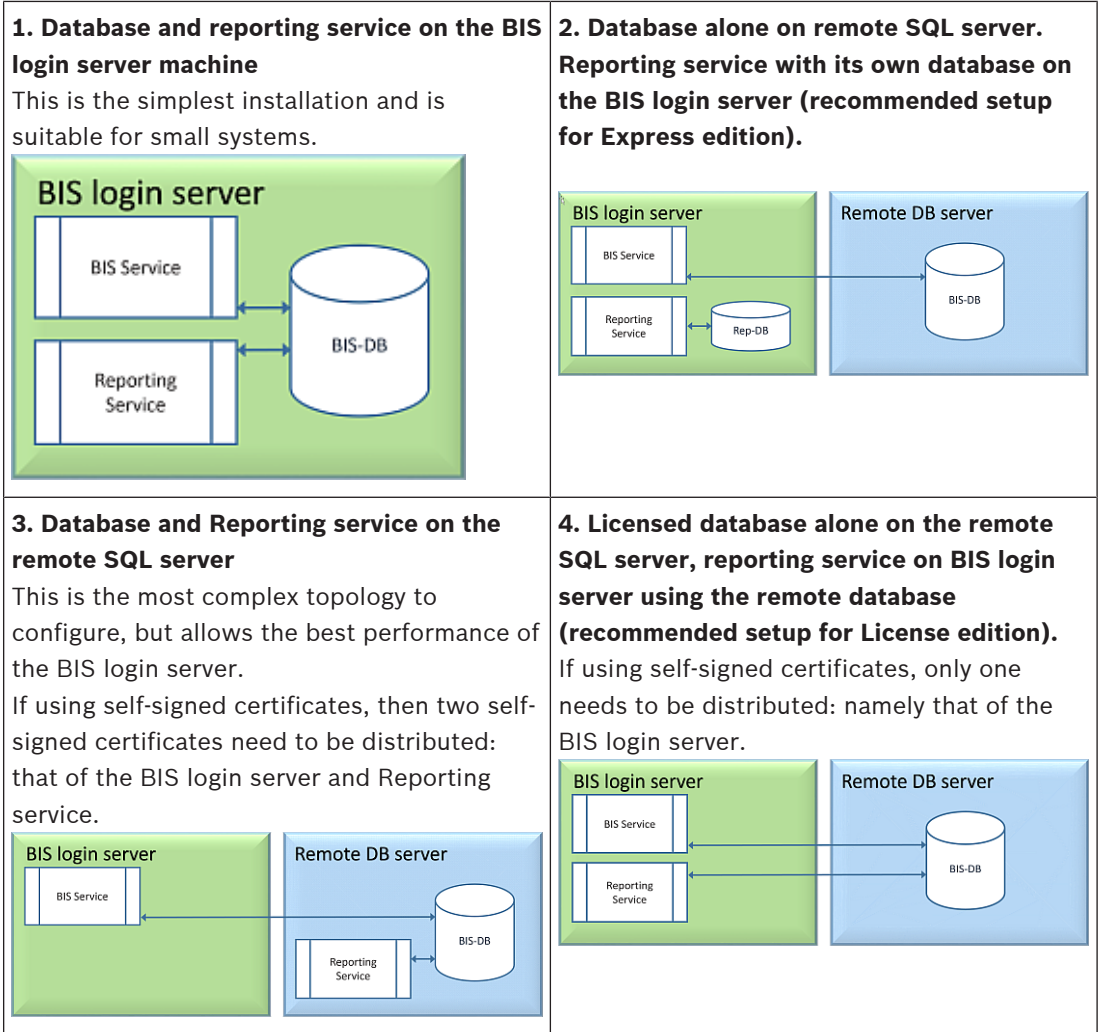 1. Database and reporting service on the BIS
login server machine
This is the simplest installation and is
suitable for small systems.
BIS login server
BIS Service
BIS-DB
Reporting
Service
2. Database alone on remote SQL server.
Reporting service with its own database on
the BIS login server (recommended setup
for Express edition).
BIS login server
Remote DB server
BIS Service
BIS-DB
Reporting
Service
Rep-DB
3. Database and Reporting service on the
remote SQL server
This is the most complex topology to
configure, but allows the best performance of
the BIS login server.
If using self-signed certificates, then two self-
signed certificates need to be distributed:
that of the BIS login server and Reporting
service.
BIS login server
Remote DB server
BIS Service
BIS-DB
Reporting
Service
4. Licensed database alone on the remote
SQL server, reporting service on BIS login
server using the remote database
(recommended setup for License edition).
If using self-signed certificates, only one
needs to be distributed: namely that of the
BIS login server.
BIS login server
Remote DB server
BIS Service
BIS-DB
Reporting
Service